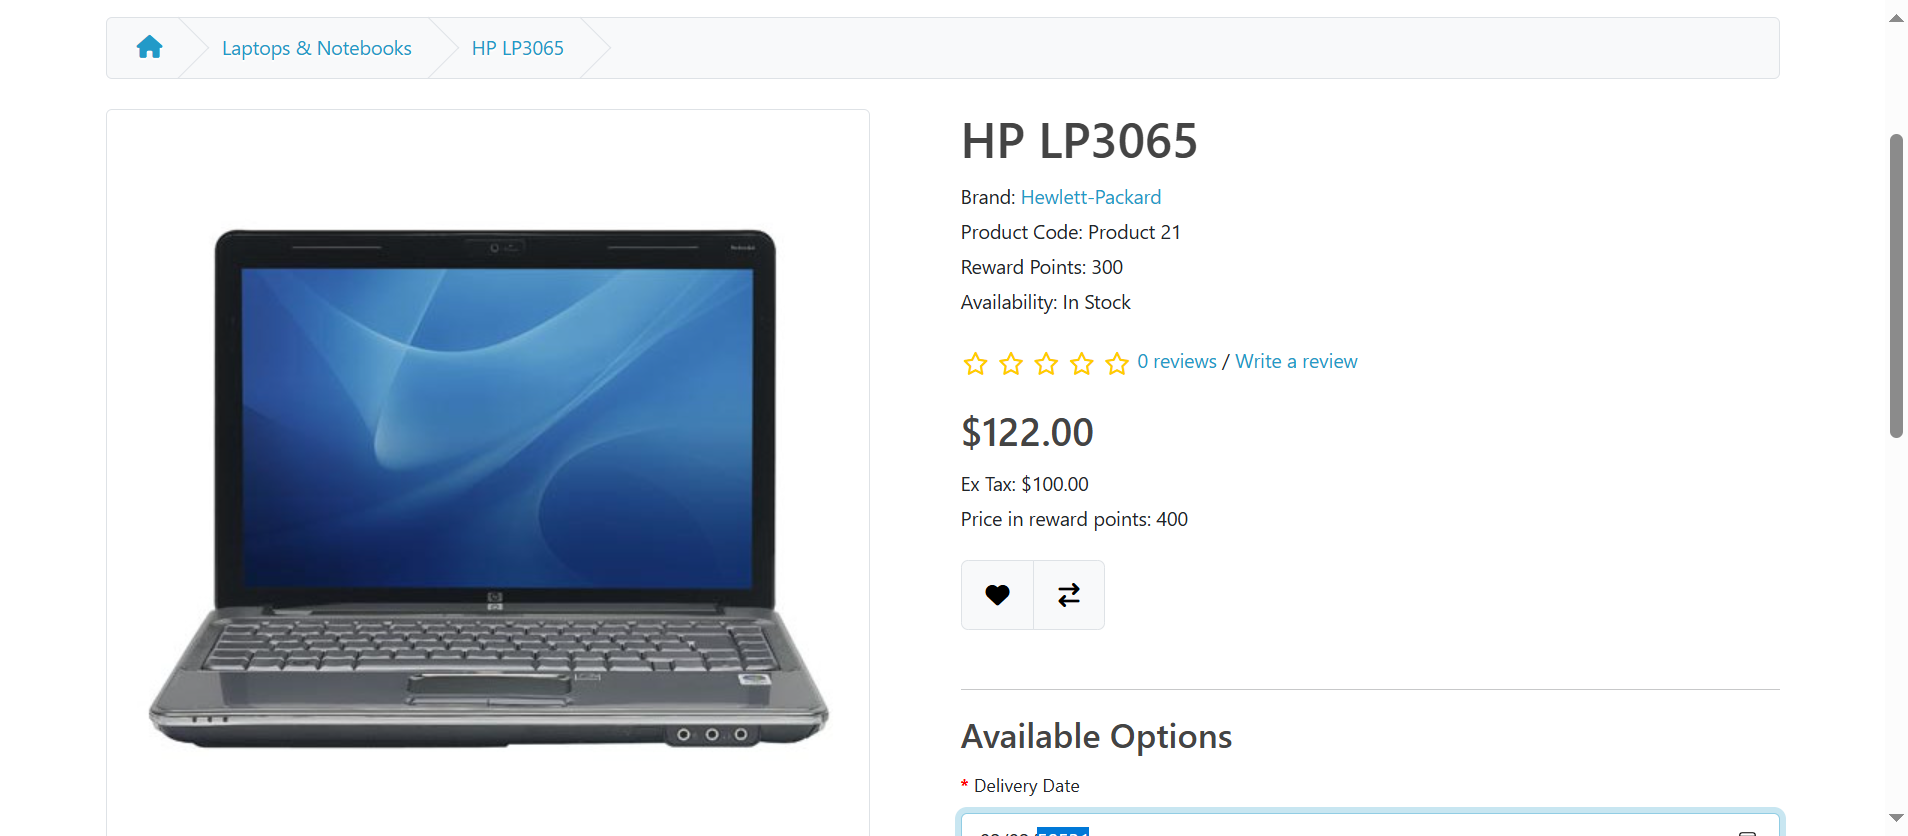 Laptops & Notebooks
HP LP3065
HP LP3065
Brand: Hewlett-Packard
Product Code: Product 21
Reward Points: 300
Availability: In Stock
0 reviews / Write a review
$122.00
Ex Tax: $100.00
Price in reward points: 400
Available Options
* Delivery Date